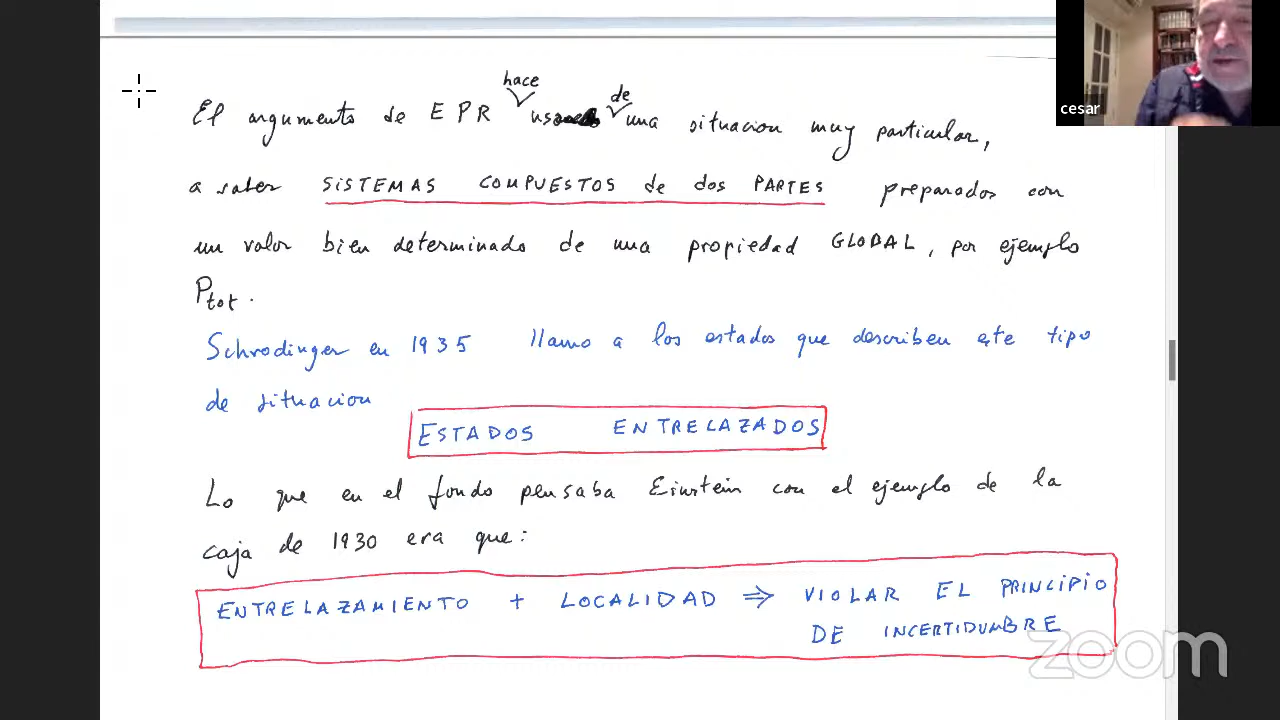 hace
de
El argumento de EPR usa una situacion muy particular,
a saber SISTEMAS COMPUESTOS de dos PARTES preparados con
un valor bien determinado de una propiedad GLOBAL, por ejemplo
Ptot.
Schrodinger en 1935 llamo a los estados que describen este tipo
de situacion
ESTADOS ENTRELAZADOS
Lo que en el fondo pensaba Einstein con el ejemplo de la
caja de 1930 era que:
ENTRELAZAMIENTO + LOCALIDAD ⇒ VIOLAR EL PRINCIPIO
DE INCERTIDUMBRE
cesar
zoom